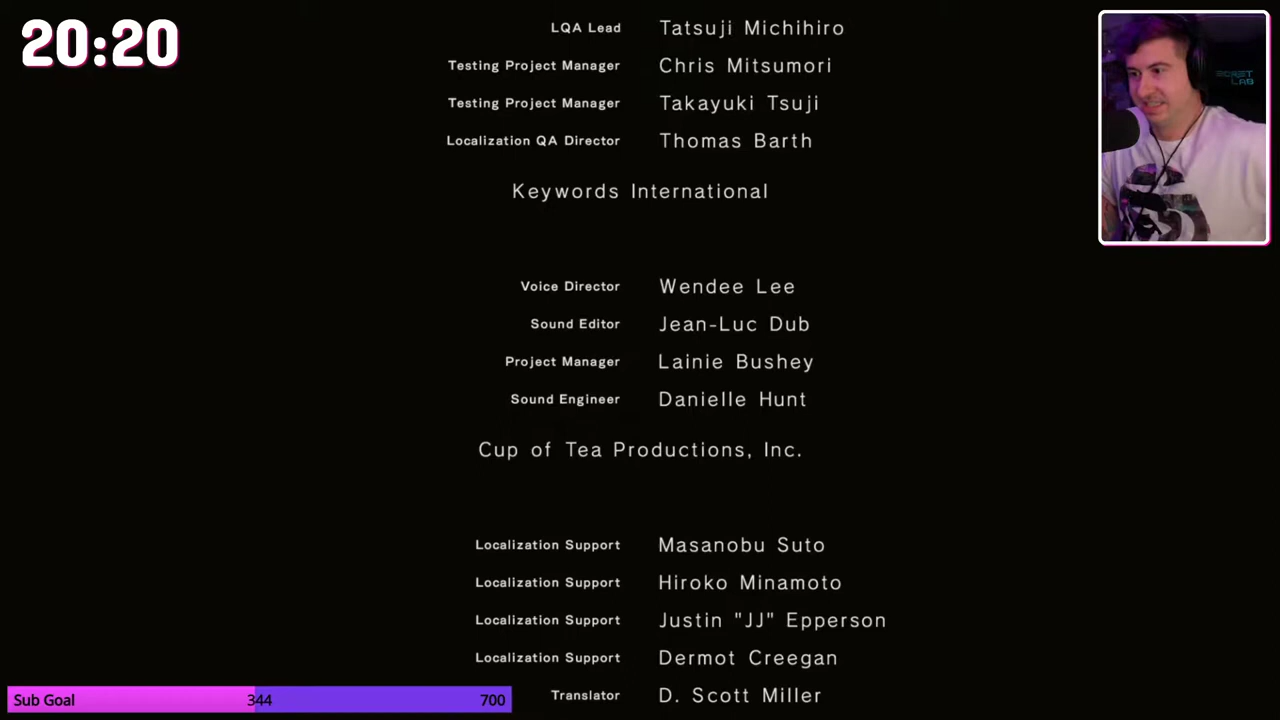 20:20
LQA Lead Tatsuji Michihiro
Testing Project Manager Chris Mitsumori
Testing Project Manager Takayuki Tsuji
Localization QA Director Thomas Barth
Keywords International
Voice Director Wendee Lee
Sound Editor Jean-Luc Dub
Project Manager Lainie Bushey
Sound Engineer Danielle Hunt
Cup of Tea Productions, Inc.
Localization Support Masanobu Suto
Localization Support Hiroko Minamoto
Localization Support Justin "JJ" Epperson
Localization Support Dermot Creegan
Translator D. Scott Miller
Sub Goal 344 700